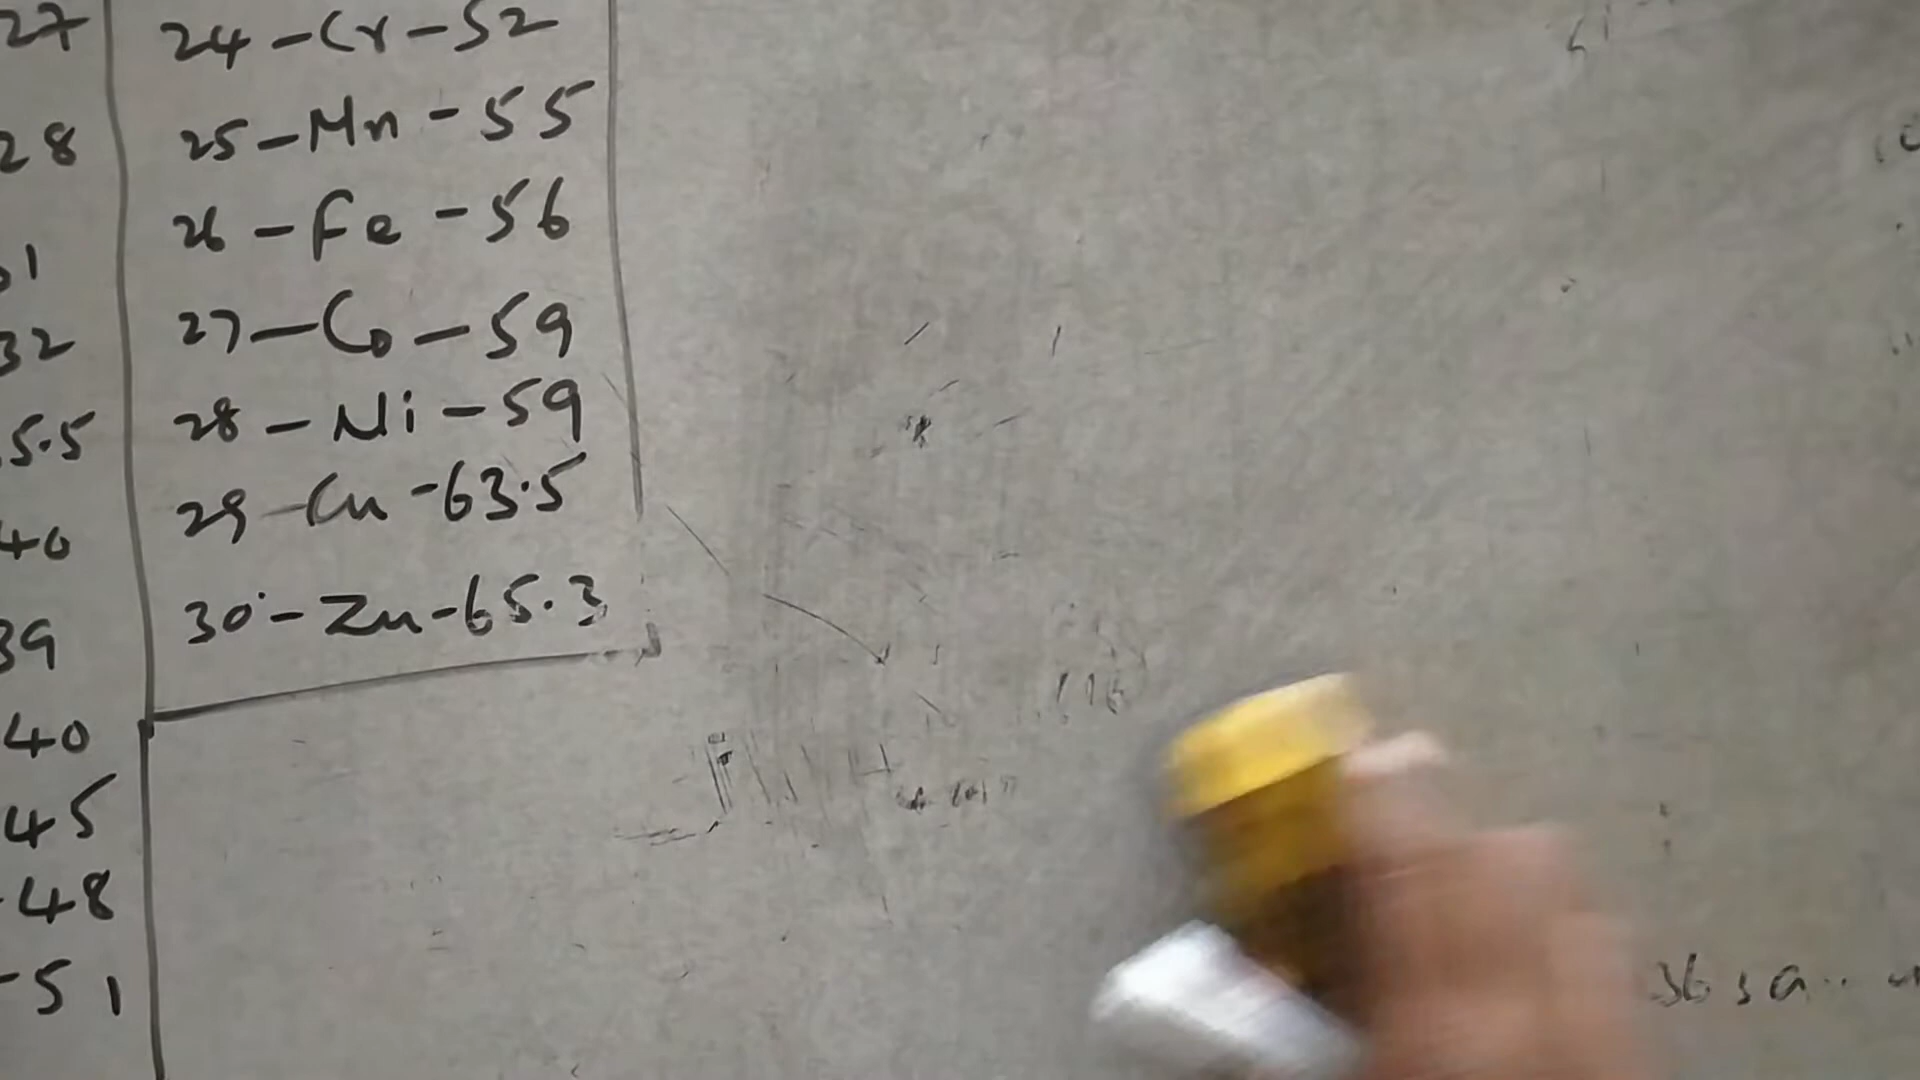 27
28
32
5.5
40
39
40
45
48
-51
24-Cr-52
25-Mn-55
26-Fe-56
27-Co-59
28-Ni-59
29-Cu-63.5
30-Zn-65.3